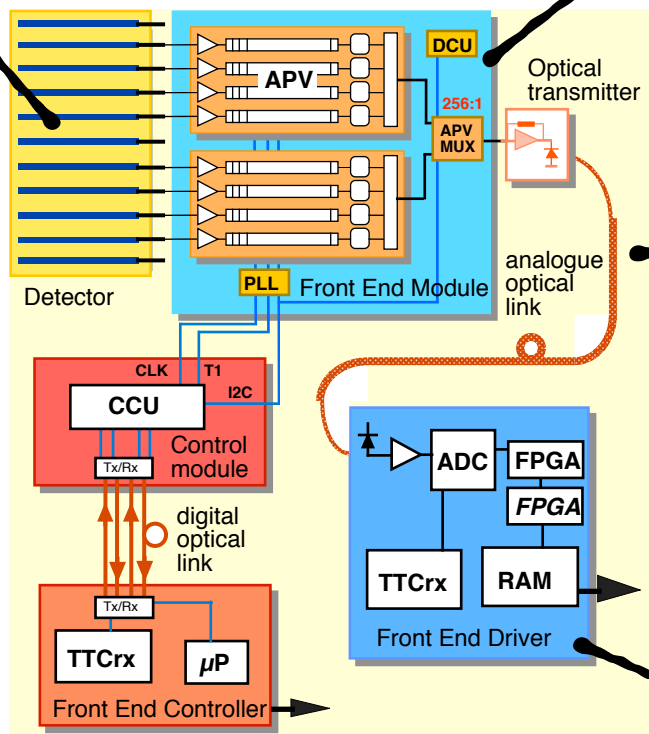 DCU
APV
Optical
transmitter
256:1
APV
MUX
PLL
Front End Module
Detector
analogue
optical
link
CLK
T1
I2C
CCU
Control
module
Tx/Rx
digital
optical
link
ADC
FPGA
FPGA
TTCrx
RAM
Front End Driver
Tx/Rx
TTCrx
µP
Front End Controller